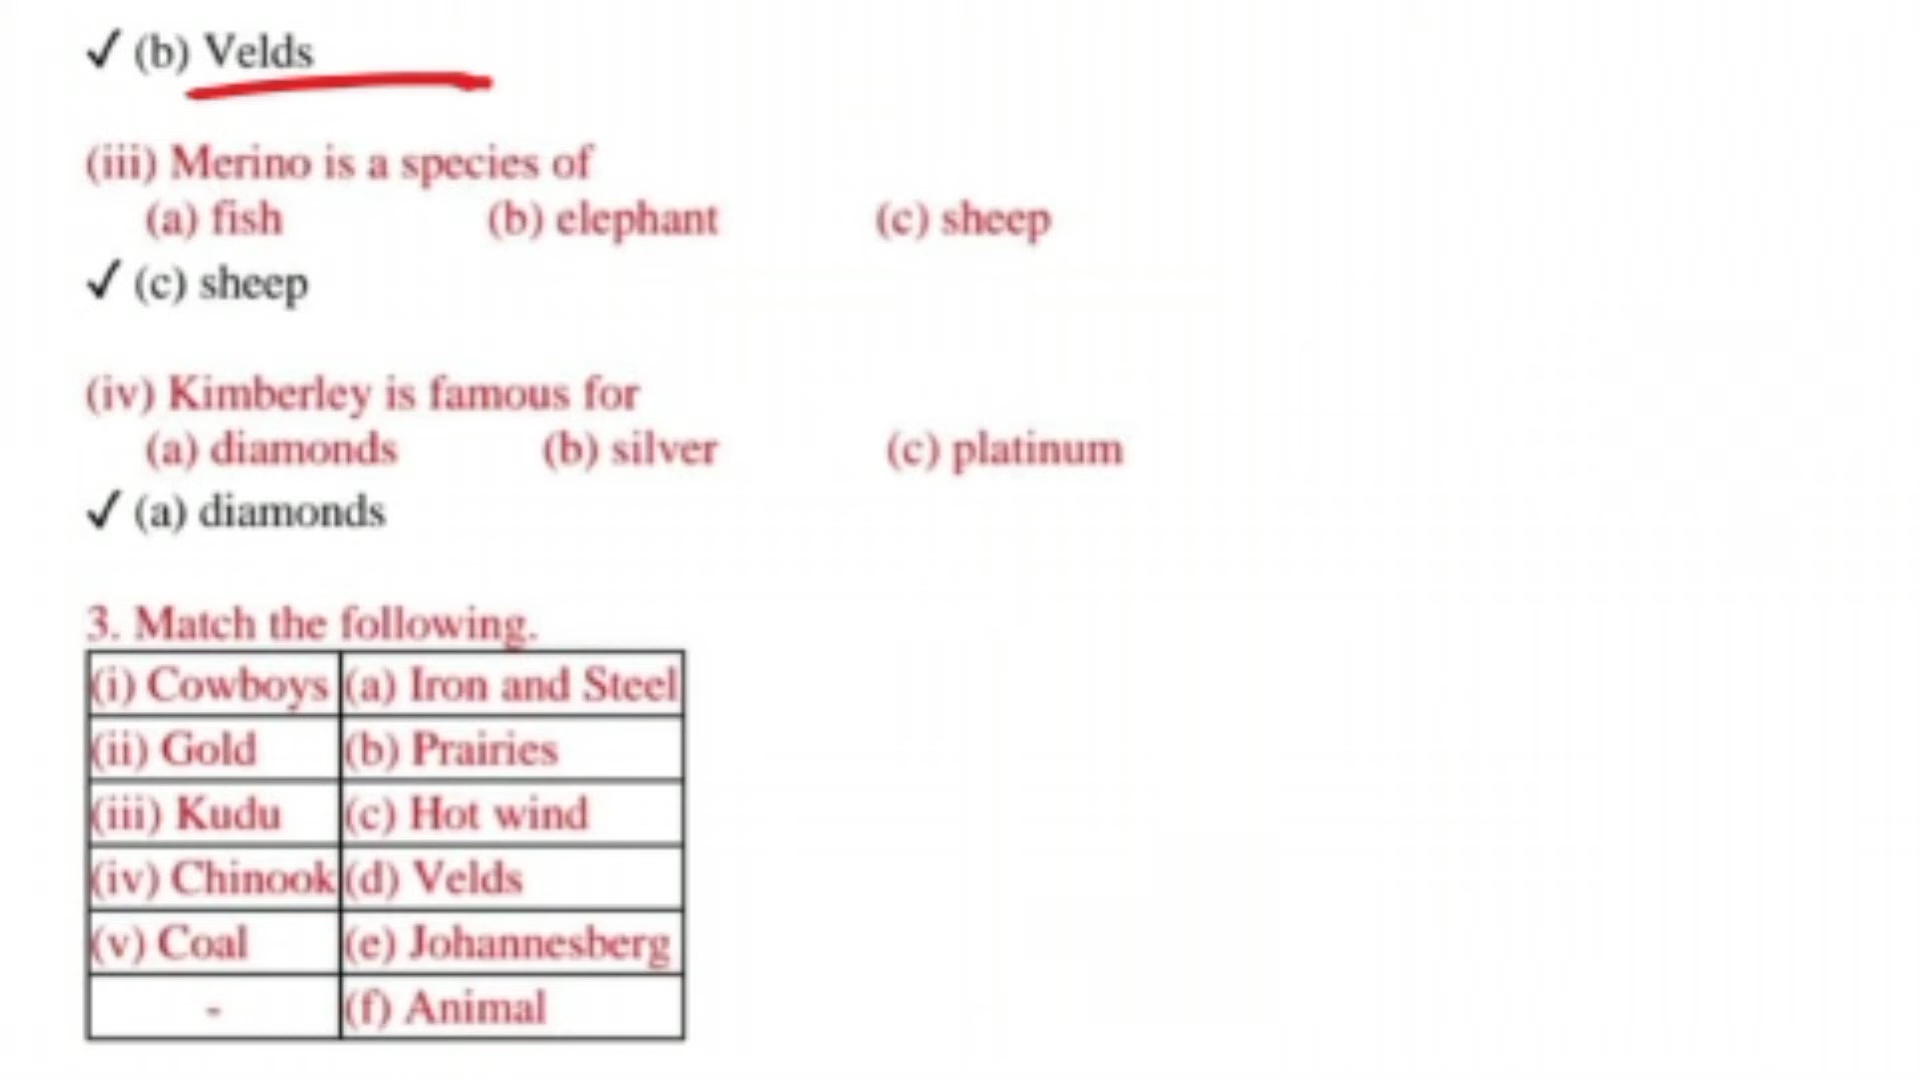 ✓ (b) Velds
(iii) Merino is a species of
(a) fish (b) elephant (c) sheep
✓ (c) sheep
(iv) Kimberley is famous for
(a) diamonds (b) silver (c) platinum
✓ (a) diamonds
3. Match the following.
(i) Cowboys (a) Iron and Steel
(ii) Gold (b) Prairies
(iii) Kudu (c) Hot wind
(iv) Chinook (d) Velds
(v) Coal (e) Johannesberg
- (f) Animal